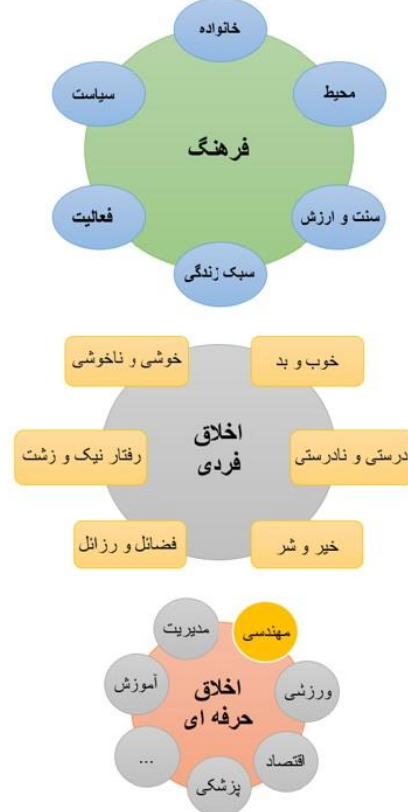 خانواده
محیط
سیاست
فرهنگ
سنت و ارزش
فعالیت
سبک زندگی
خوب و بد
خوشی و ناخوشی
اخلاق
فردی
درستی و نادرستی
رفتار نیک و زشت
خیر و شر
فضائل و رزائل
مهندسی
مدیریت
ورزشی
اخلاق
حرفه ای
آموزش
اقتصاد
...
پزشکی